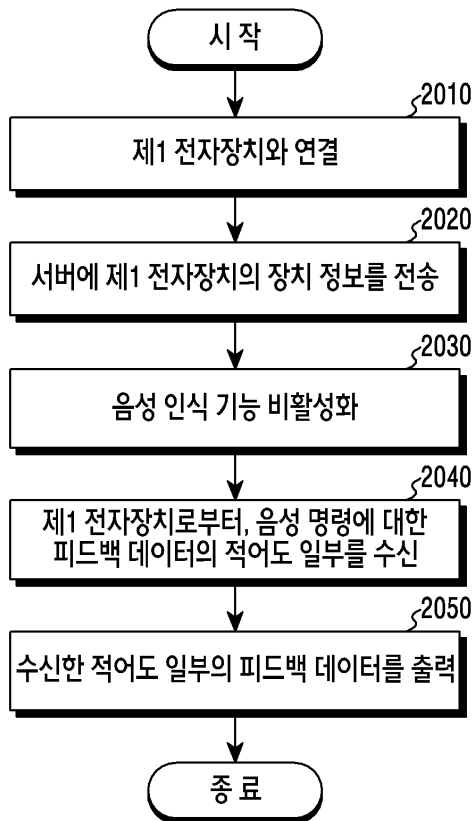 시작
2010
제1 전자장치와 연결
2020
서버에 제1 전자장치의 장치 정보를 전송
2030
음성 인식 기능 비활성화
2040
제1 전자장치로부터, 음성 명령에 대한
피드백 데이터의 적어도 일부를 수신
2050
수신한 적어도 일부의 피드백 데이터를 출력
종료